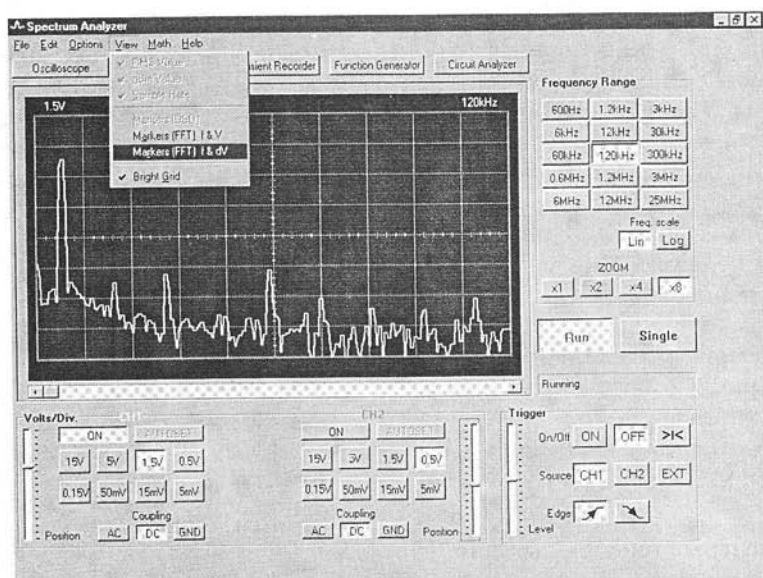 Spectrum Analyzer
File Edit Options View Math Help
Oscilloscope
Function Generator
Circuit Analyzer
RMS Value
Sample Rate
Markers (FFT) f & V
Markers (FFT) f & dV
Bright Grid
1.5V
120kHz
Frequency Range
600Hz 1.2kHz 3kHz
6kHz 12kHz 30kHz
60kHz 120kHz 300kHz
0.6MHz 1.2MHz 3MHz
6MHz 12MHz 25MHz
Freq. scale
Lin Log
ZOOM
x1 x2 x4 x8
Run Single
Running
Volts/Div.
ON AUTOSET
15V 5V 1.5V 0.5V
0.15V 50mV 15mV 5mV
Coupling
Position AC DC GND
CH2
ON AUTOSET
15V 5V 1.5V 0.5V
0.15V 50mV 15mV 5mV
Coupling
AC DC GND Position
Trigger
On/Off ON OFF >|<
Source CH1 CH2 EXT
Edge
Level